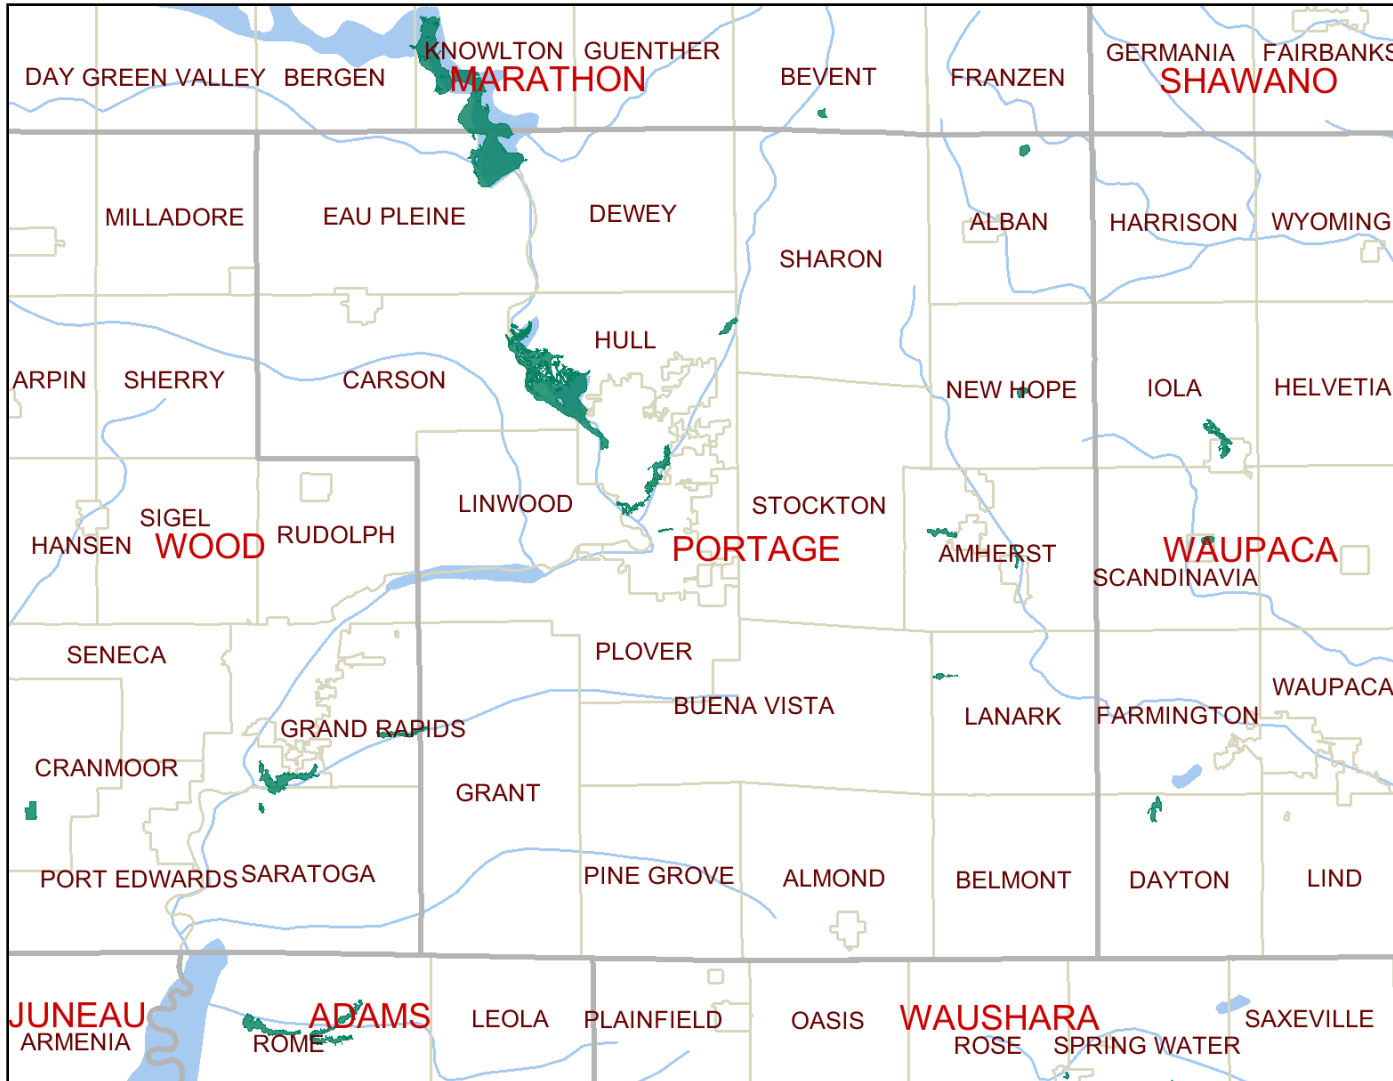 KNOWLTON GUENTHER
GERMANIA FAIRBANKS
DAY GREEN VALLEY BERGEN
MARATHON
BEVENT
FRANZEN
SHAWANO
MILLADORE
EAU PLEINE
DEWEY
ALBAN
HARRISON
WYOMING
SHARON
HULL
ARPIN
SHERRY
CARSON
NEW HOPE
IOLA
HELVETIA
LINWOOD
STOCKTON
SIGEL
HANSEN
WOOD
RUDOLPH
PORTAGE
AMHERST
WAUPACA
SCANDINAVIA
SENECA
PLOVER
WAUPACA
BUENA VISTA
LANARK
FARMINGTON
GRAND RAPIDS
CRANMOOR
GRANT
PORT EDWARDS
SARATOGA
PINE GROVE
ALMOND
BELMONT
DAYTON
LIND
JUNEAU
ADAMS
LEOLA
PLAINFIELD
OASIS
WAUSHARA
SAXEVILLE
ARMENIA
ROME
ROSE
SPRING WATER